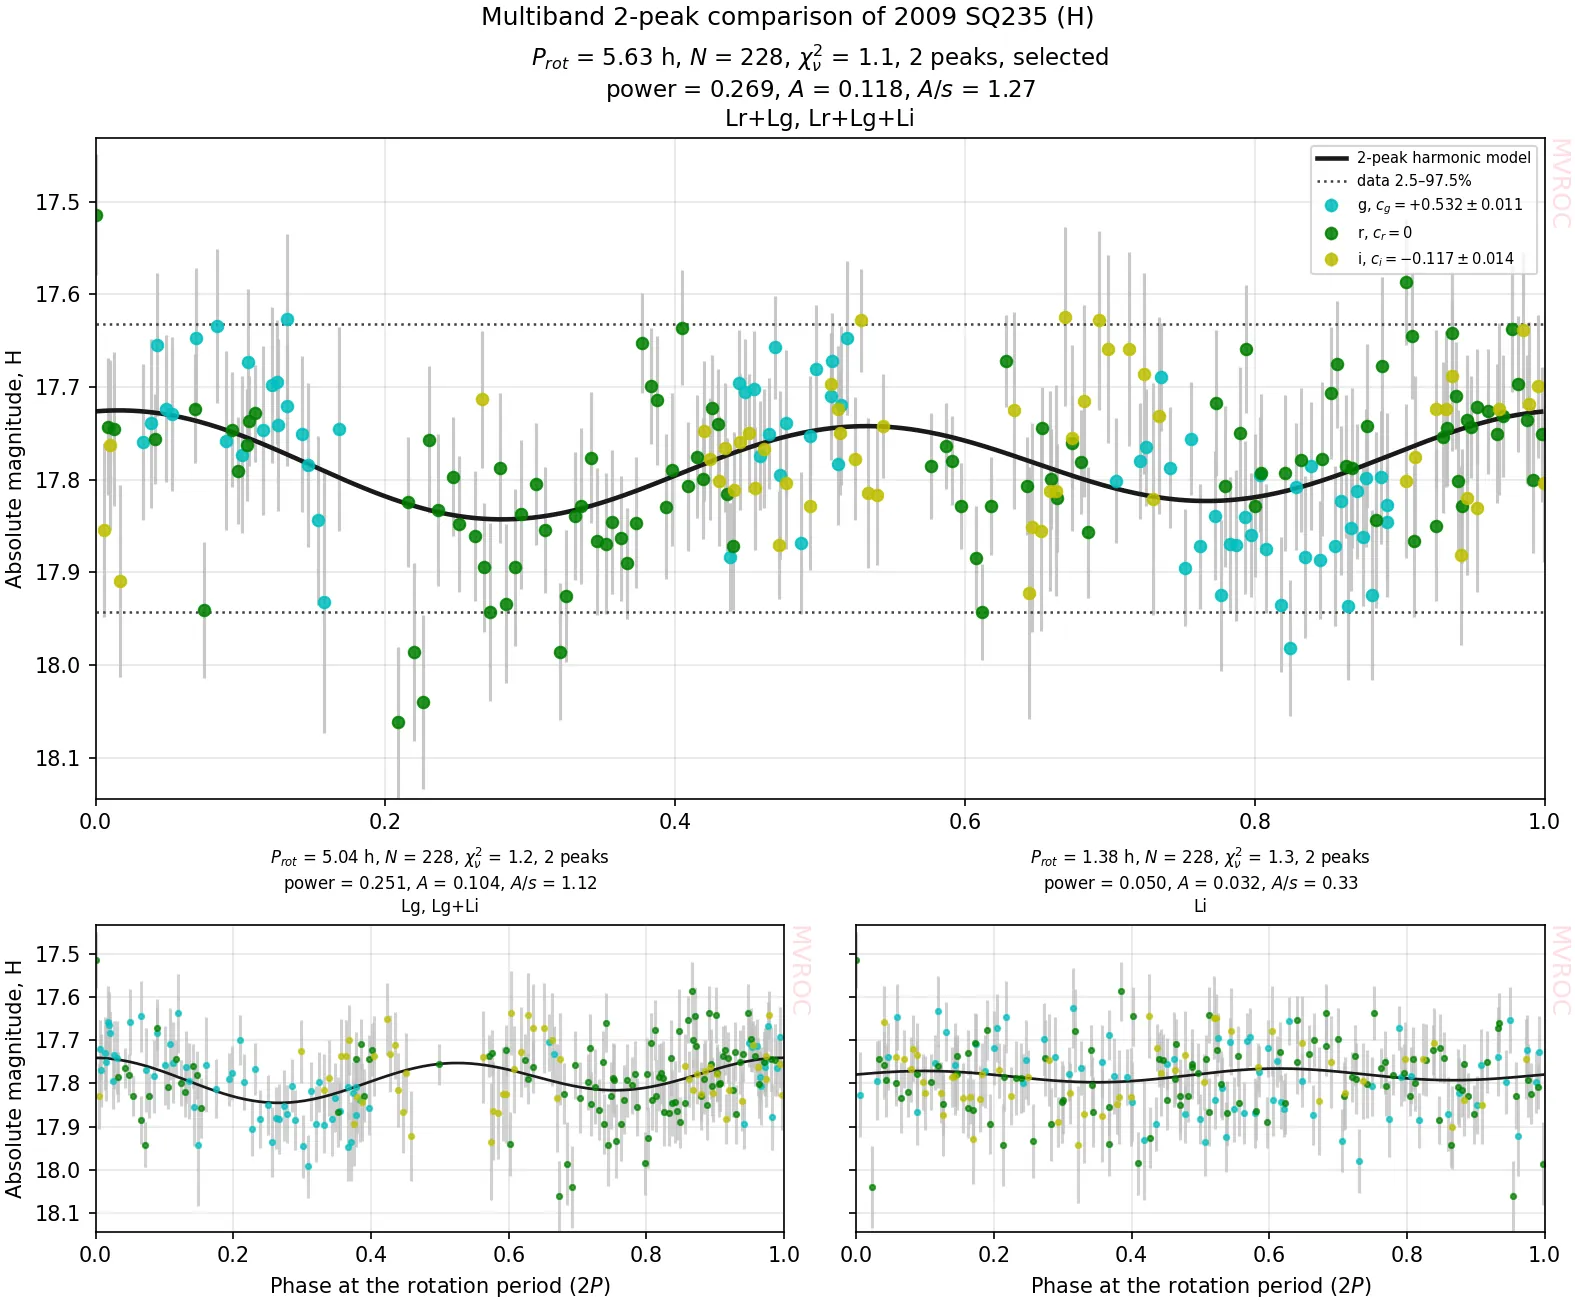 Multiband 2-peak comparison of 2009 SQ235 (H)
P_rot = 5.63 h, N = 228, χ²_ν = 1.1, 2 peaks, selected
power = 0.269, A = 0.118, A/s = 1.27
Lr+Lg, Lr+Lg+Li
MVROC
2-peak harmonic model
data 2.5–97.5%
g, c_g = +0.532 ± 0.011
r, c_r = 0
i, c_i = −0.117 ± 0.014
Absolute magnitude, H
17.5
17.6
17.7
17.8
17.9
18.0
18.1
0.0 0.2 0.4 0.6 0.8 1.0
P_rot = 5.04 h, N = 228, χ²_ν = 1.2, 2 peaks
power = 0.251, A = 0.104, A/s = 1.12
Lg, Lg+Li
MVROC
Absolute magnitude, H
17.5
17.6
17.7
17.8
17.9
18.0
18.1
0.0 0.2 0.4 0.6 0.8 1.0
Phase at the rotation period (2P)
P_rot = 1.38 h, N = 228, χ²_ν = 1.3, 2 peaks
power = 0.050, A = 0.032, A/s = 0.33
Li
MVROC
0.0 0.2 0.4 0.6 0.8 1.0
Phase at the rotation period (2P)